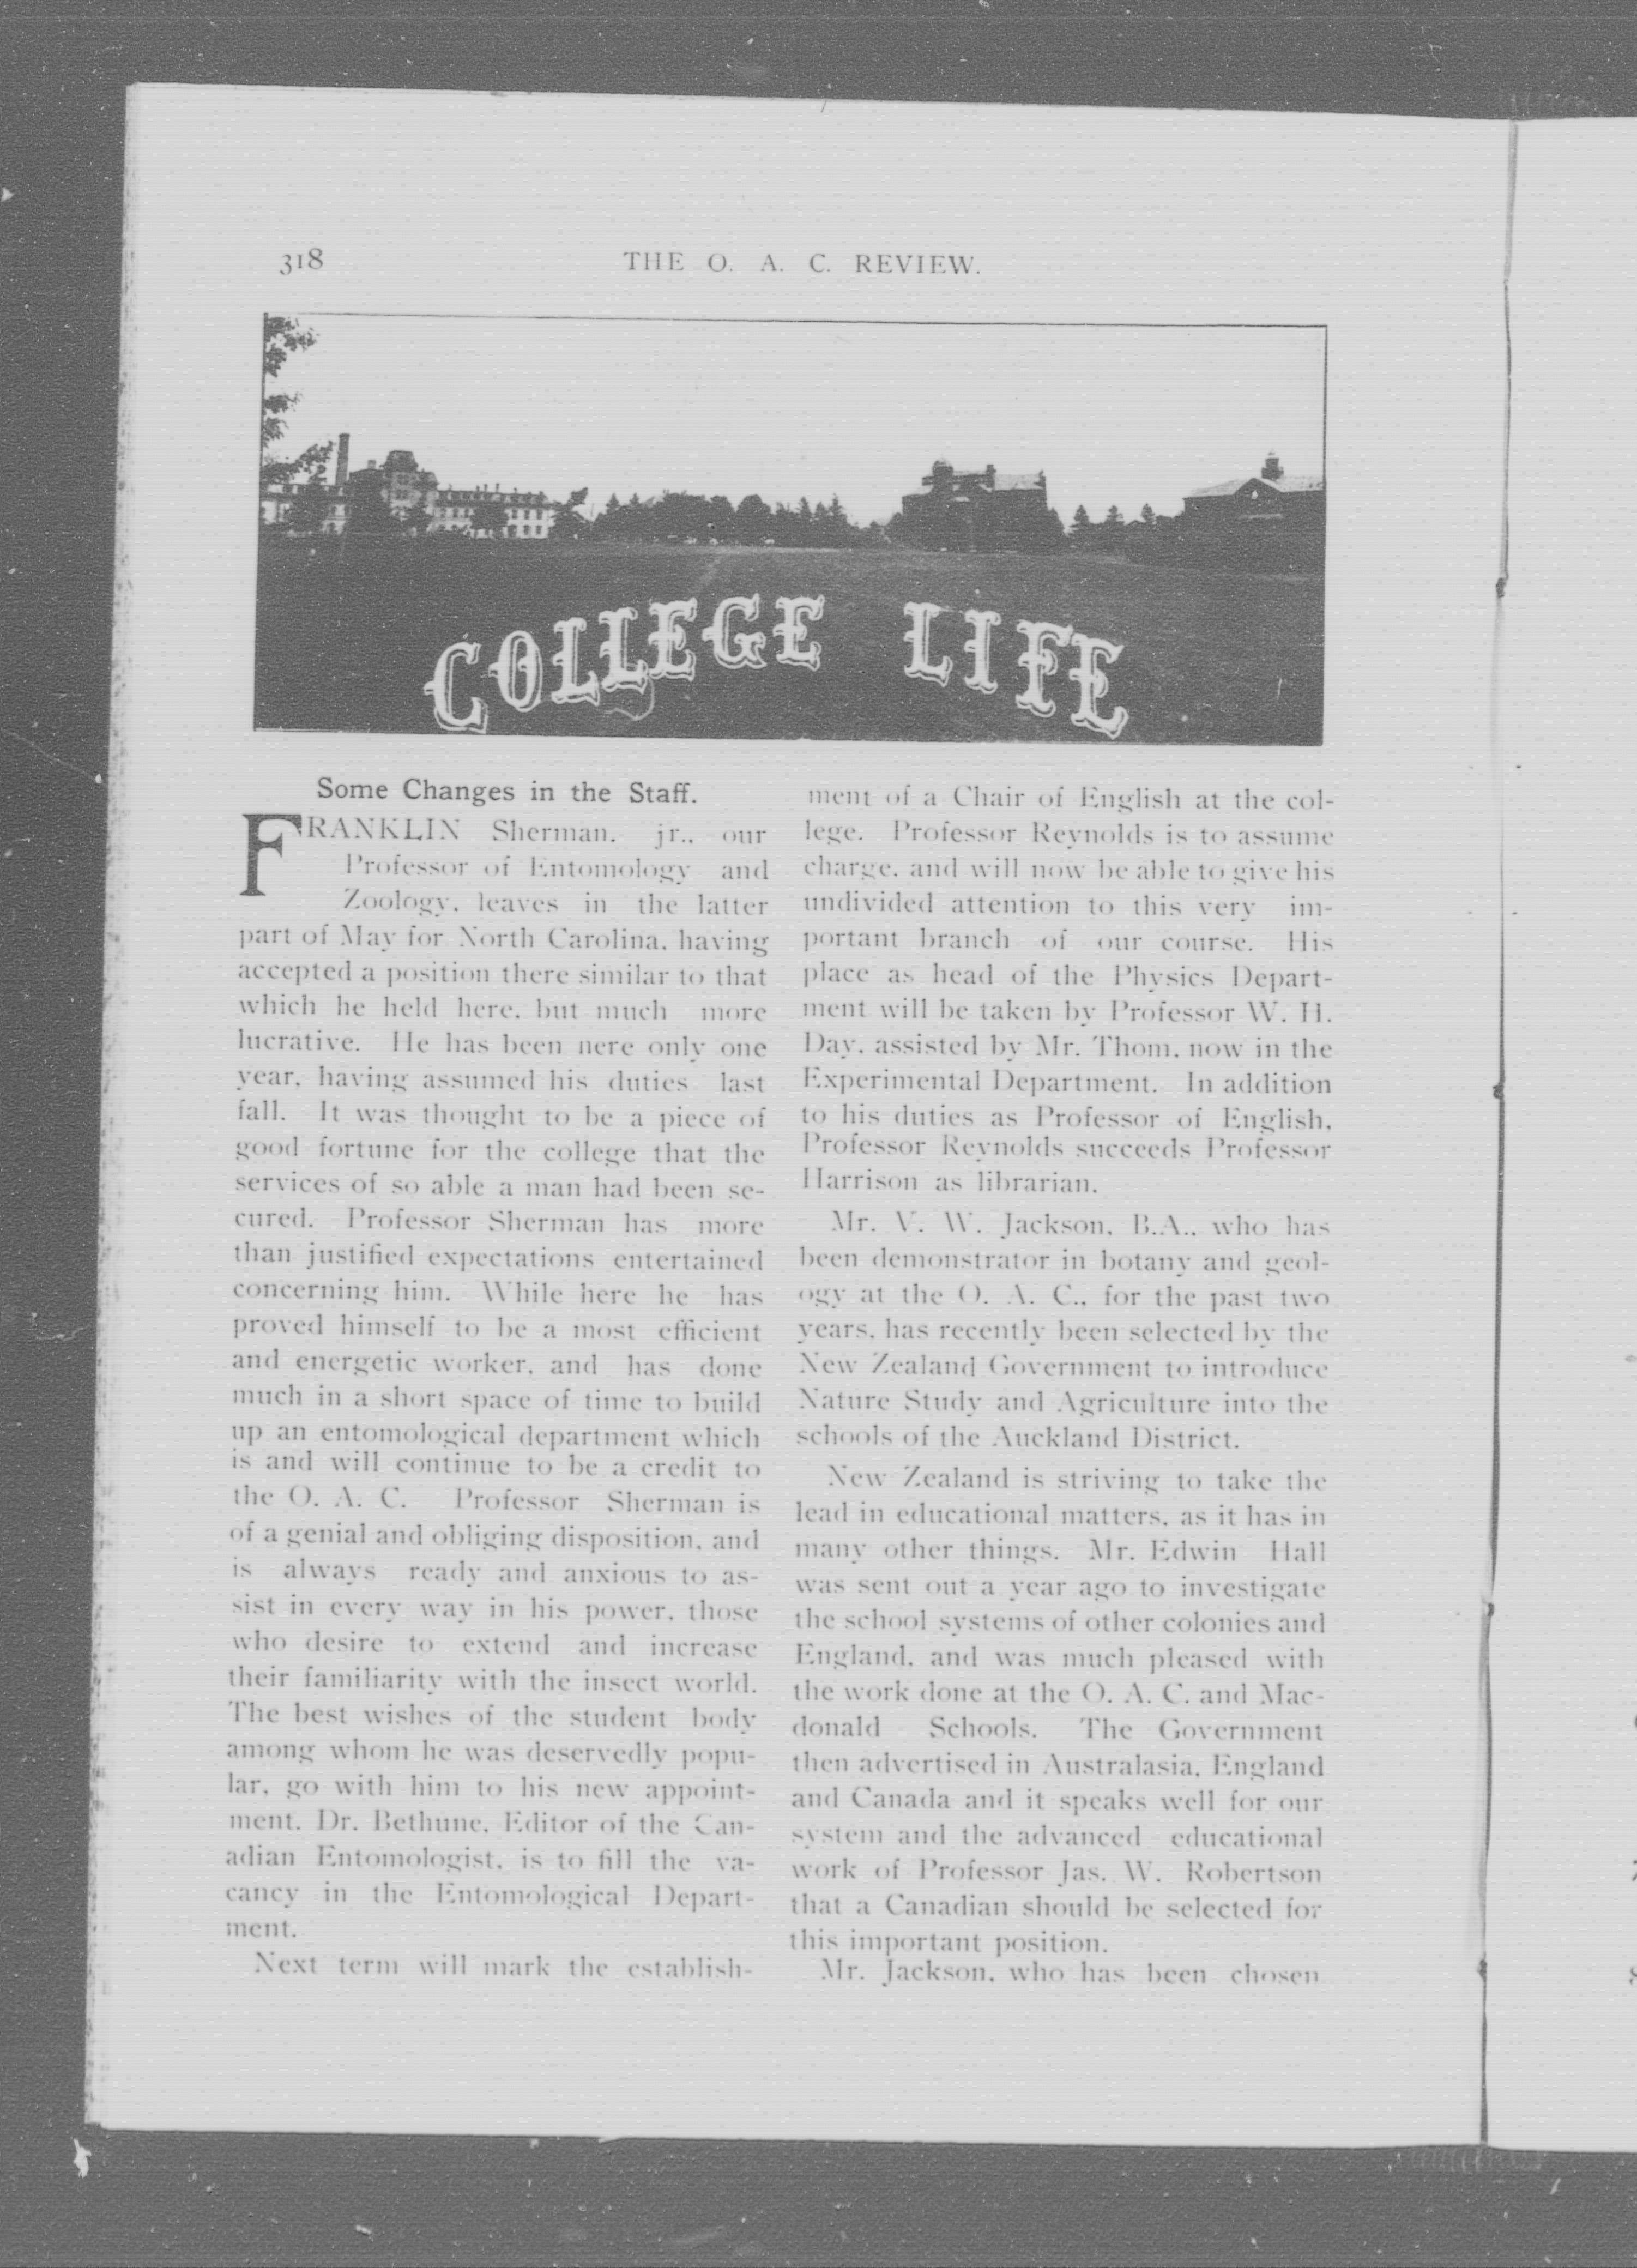 318
THE O. A. C. REVIEW.
COLLEGE LIFE
Some Changes in the Staff.
FRANKLIN Sherman, jr., our
Professor of Entomology and
Zoology, leaves in the latter
part of May for North Carolina, having
accepted a position there similar to that
which he held here, but much more
lucrative. He has been nere only one
year, having assumed his duties last
fall. It was thought to be a piece of
good fortune for the college that the
services of so able a man had been se-
cured. Professor Sherman has more
than justified expectations entertained
concerning him. While here he has
proved himself to be a most efficient
and energetic worker, and has done
much in a short space of time to build
up an entomological department which
is and will continue to be a credit to
the O. A. C. Professor Sherman is
of a genial and obliging disposition, and
is always ready and anxious to as-
sist in every way in his power, those
who desire to extend and increase
their familiarity with the insect world.
The best wishes of the student body
among whom he was deservedly popu-
lar, go with him to his new appoint-
ment. Dr. Bethune, Editor of the Can-
adian Entomologist, is to fill the va-
cancy in the Entomological Depart-
ment.
Next term will mark the establish-
ment of a Chair of English at the col-
lege. Professor Reynolds is to assume
charge, and will now be able to give his
undivided attention to this very im-
portant branch of our course. His
place as head of the Physics Depart-
ment will be taken by Professor W. H.
Day, assisted by Mr. Thom, now in the
Experimental Department. In addition
to his duties as Professor of English,
Professor Reynolds succeeds Professor
Harrison as librarian.
Mr. V. W. Jackson, B.A., who has
been demonstrator in botany and geol-
ogy at the O. A. C., for the past two
years, has recently been selected by the
New Zealand Government to introduce
Nature Study and Agriculture into the
schools of the Auckland District.
New Zealand is striving to take the
lead in educational matters, as it has in
many other things. Mr. Edwin Hall
was sent out a year ago to investigate
the school systems of other colonies and
England, and was much pleased with
the work done at the O. A. C. and Mac-
donald Schools. The Government
then advertised in Australasia, England
and Canada and it speaks well for our
system and the advanced educational
work of Professor Jas. W. Robertson
that a Canadian should be selected for
this important position.
Mr. Jackson, who has been chosen